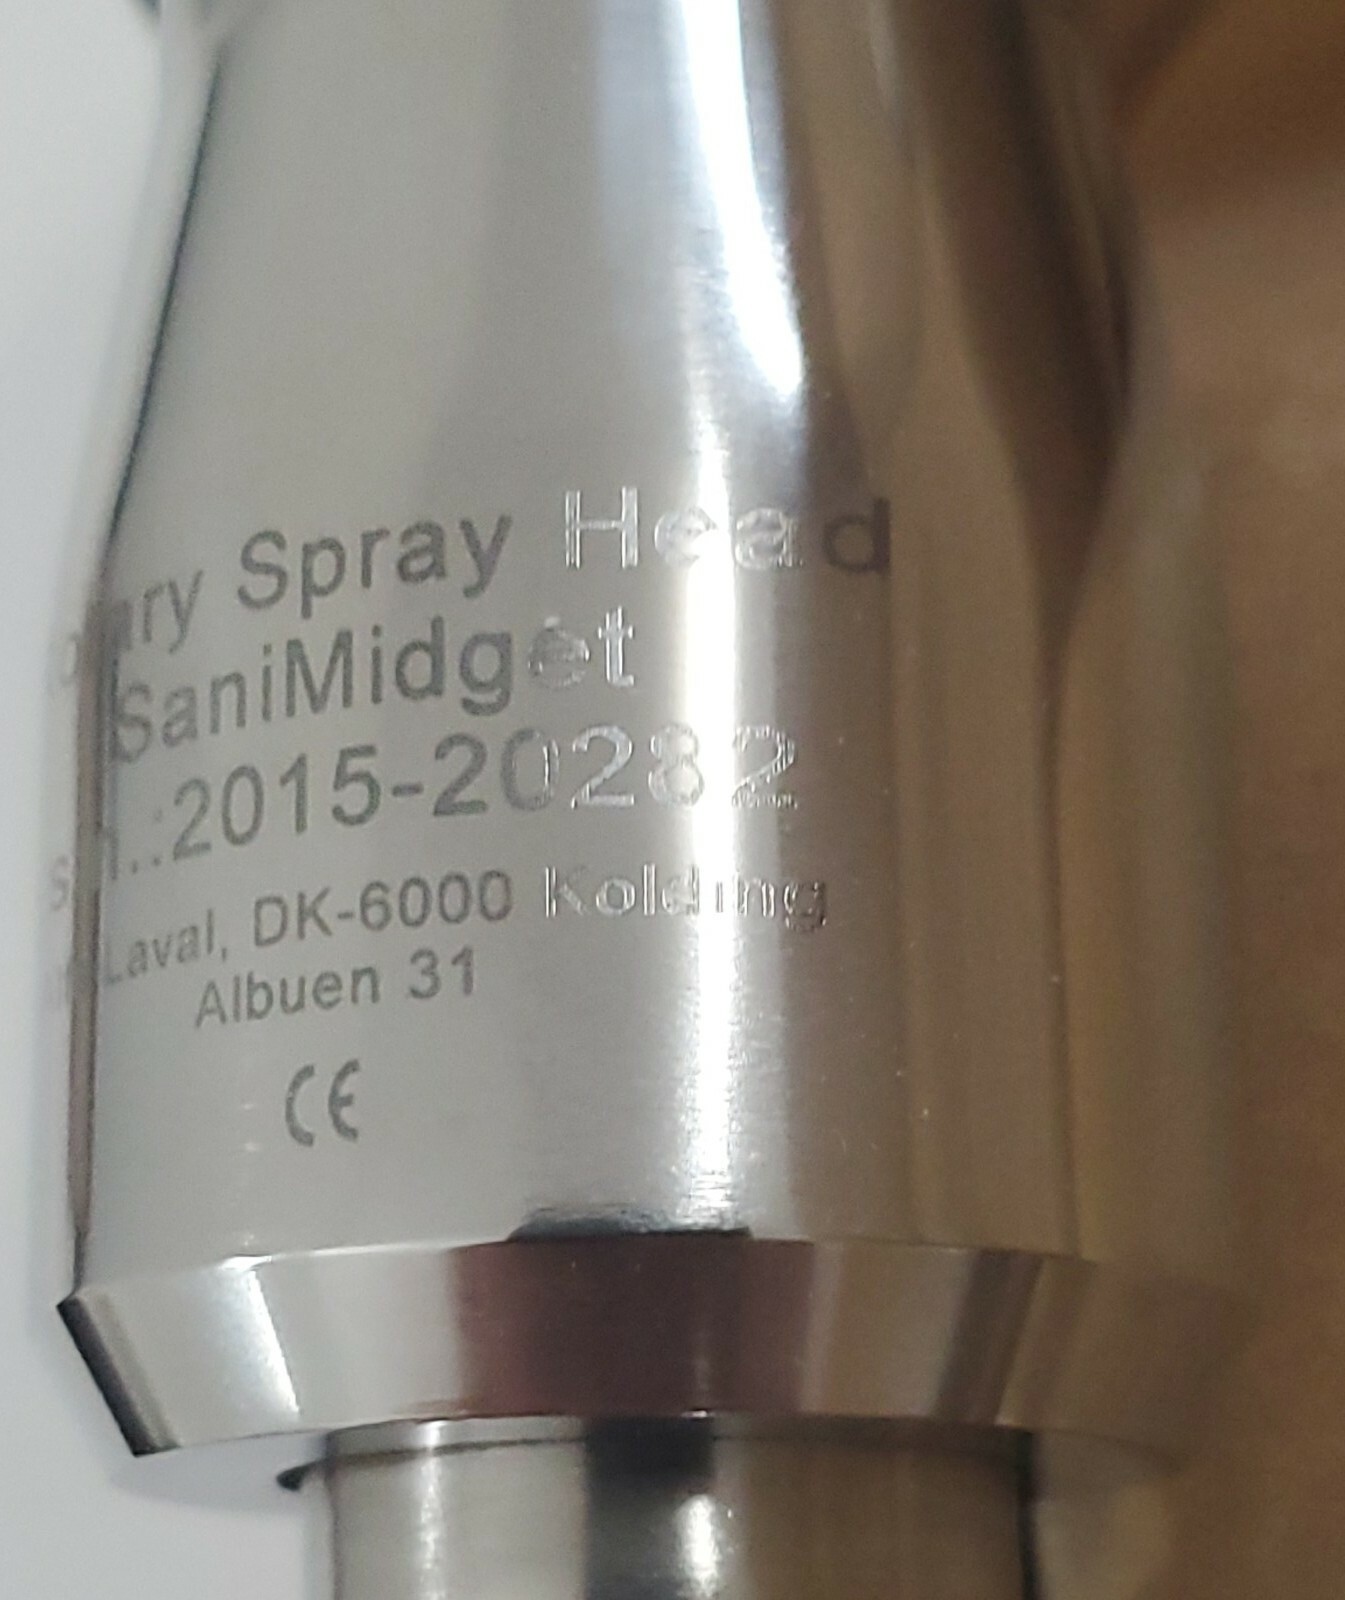 Spray Head
SaniMidget
2015-20282
Laval, DK-6000 Kolding
Albuen 31
CE